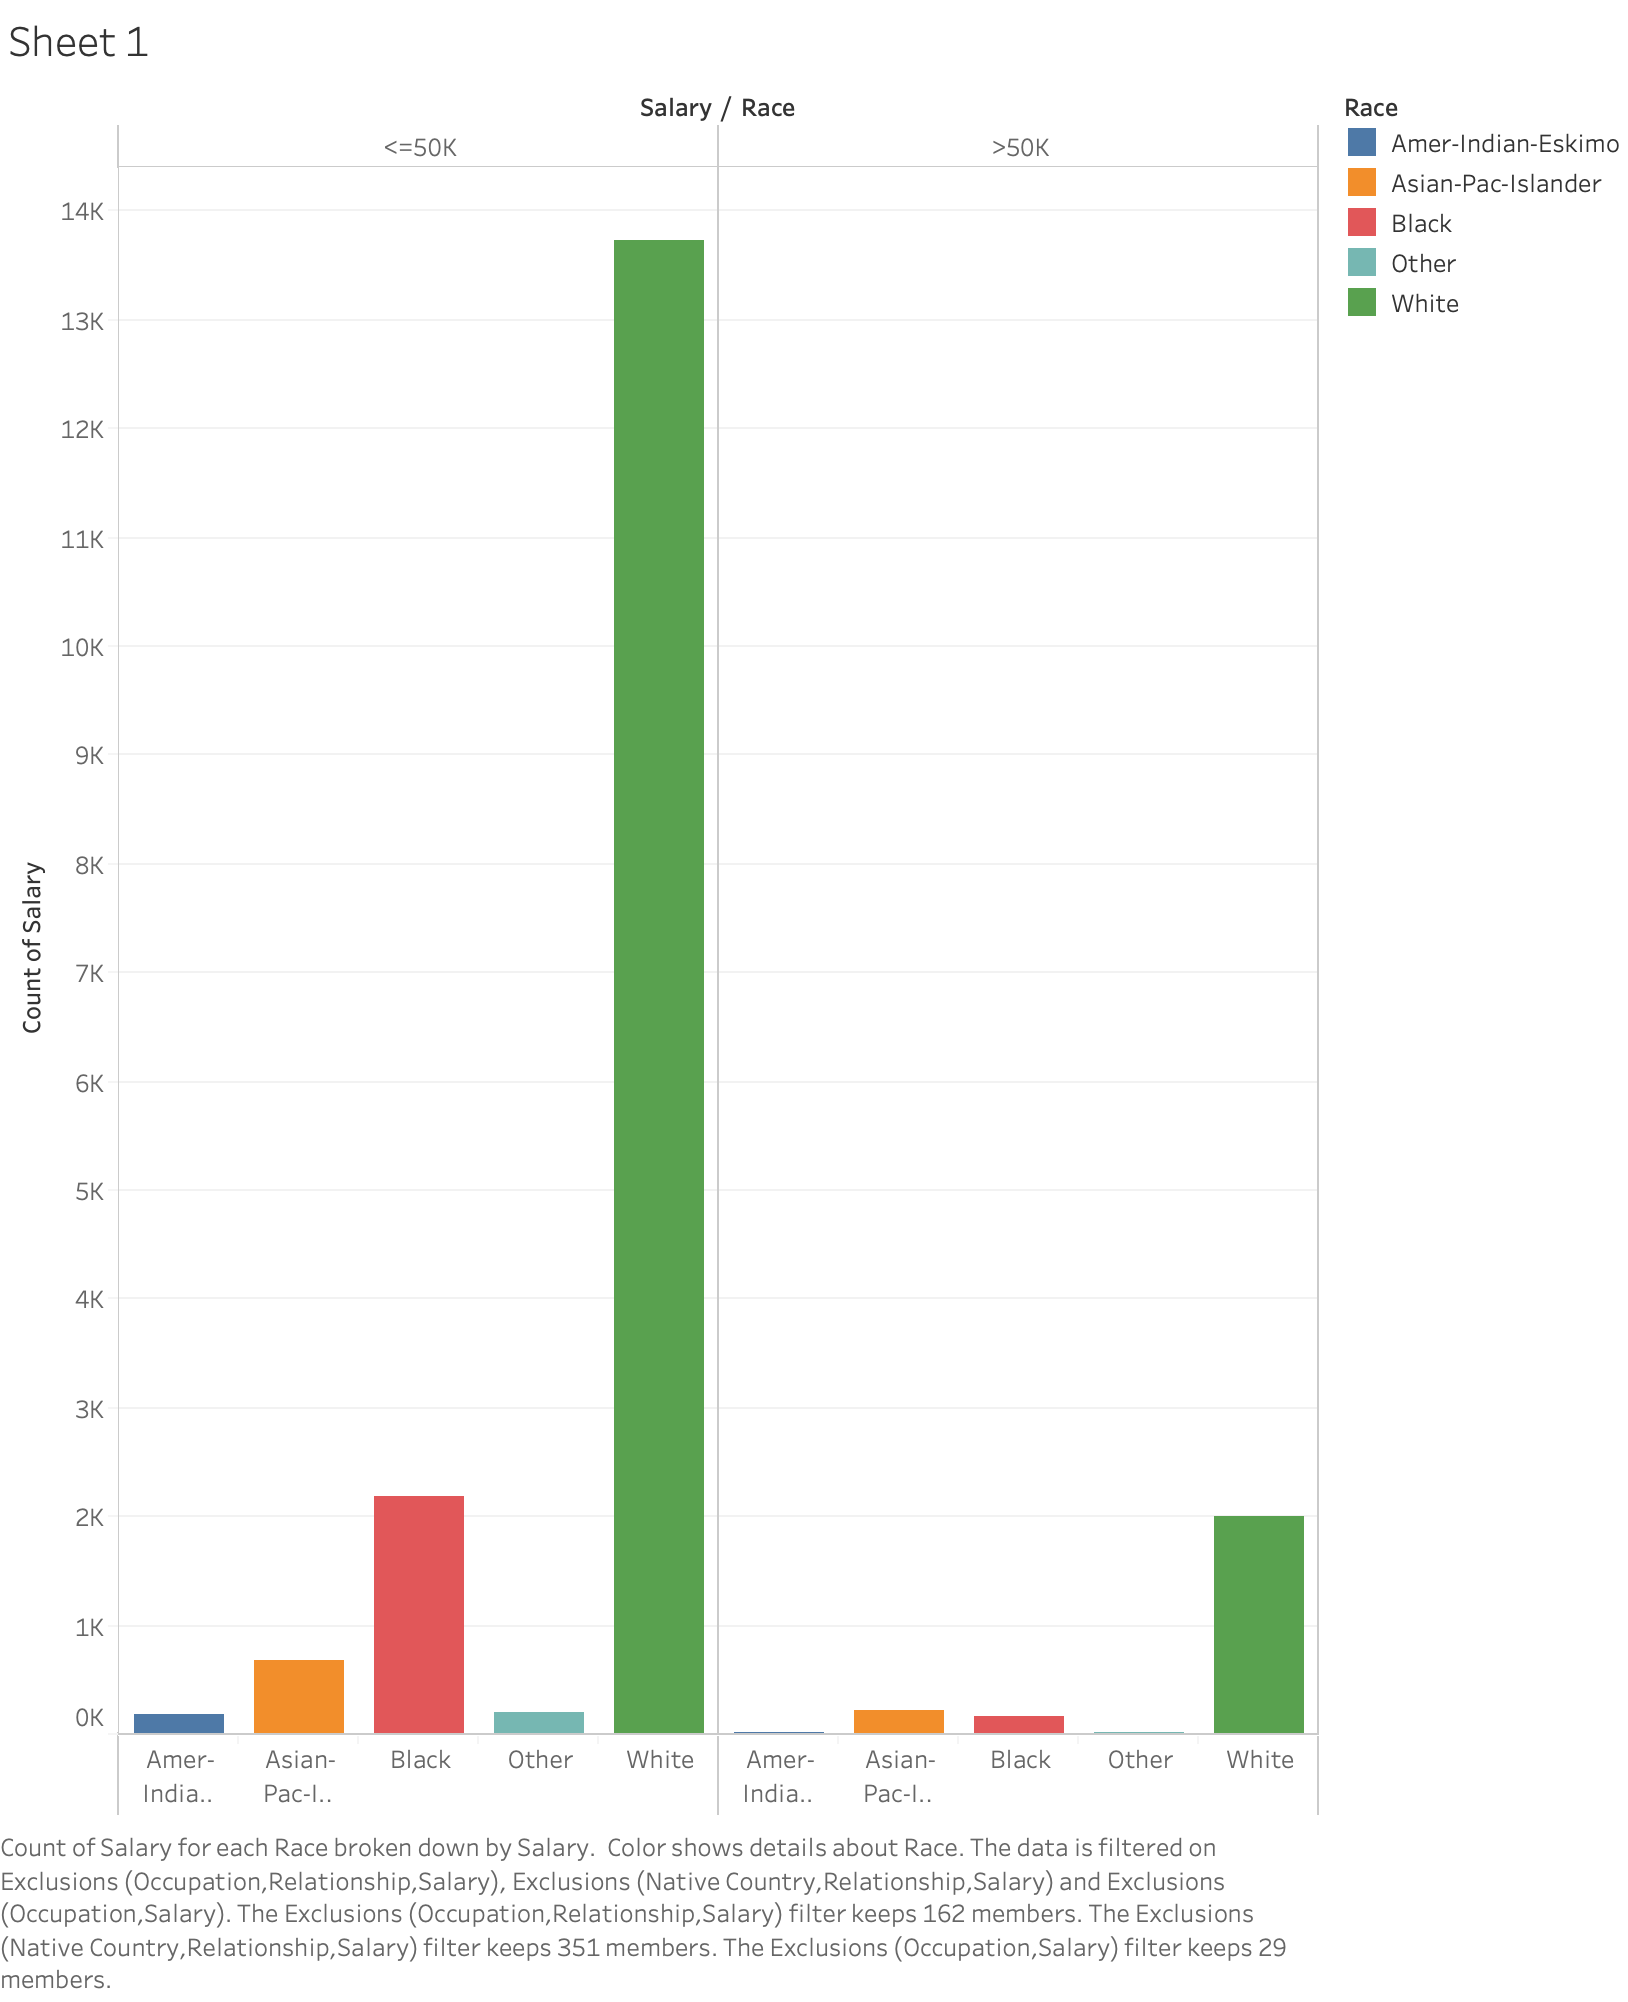 Sheet 1
Salary / Race
<=50K
>50K
Race
Amer-Indian-Eskimo
Asian-Pac-Islander
Black
Other
White
14K
13K
12K
11K
10K
9K
8K
7K
6K
5K
4K
3K
2K
1K
0K
Count of Salary
Amer-
India..
Asian-
Pac-I..
Black
Other
White
Amer-
India..
Asian-
Pac-I..
Black
Other
White
Count of Salary for each Race broken down by Salary.  Color shows details about Race. The data is filtered on
Exclusions (Occupation,Relationship,Salary), Exclusions (Native Country,Relationship,Salary) and Exclusions
(Occupation,Salary). The Exclusions (Occupation,Relationship,Salary) filter keeps 162 members. The Exclusions
(Native Country,Relationship,Salary) filter keeps 351 members. The Exclusions (Occupation,Salary) filter keeps 29
members.